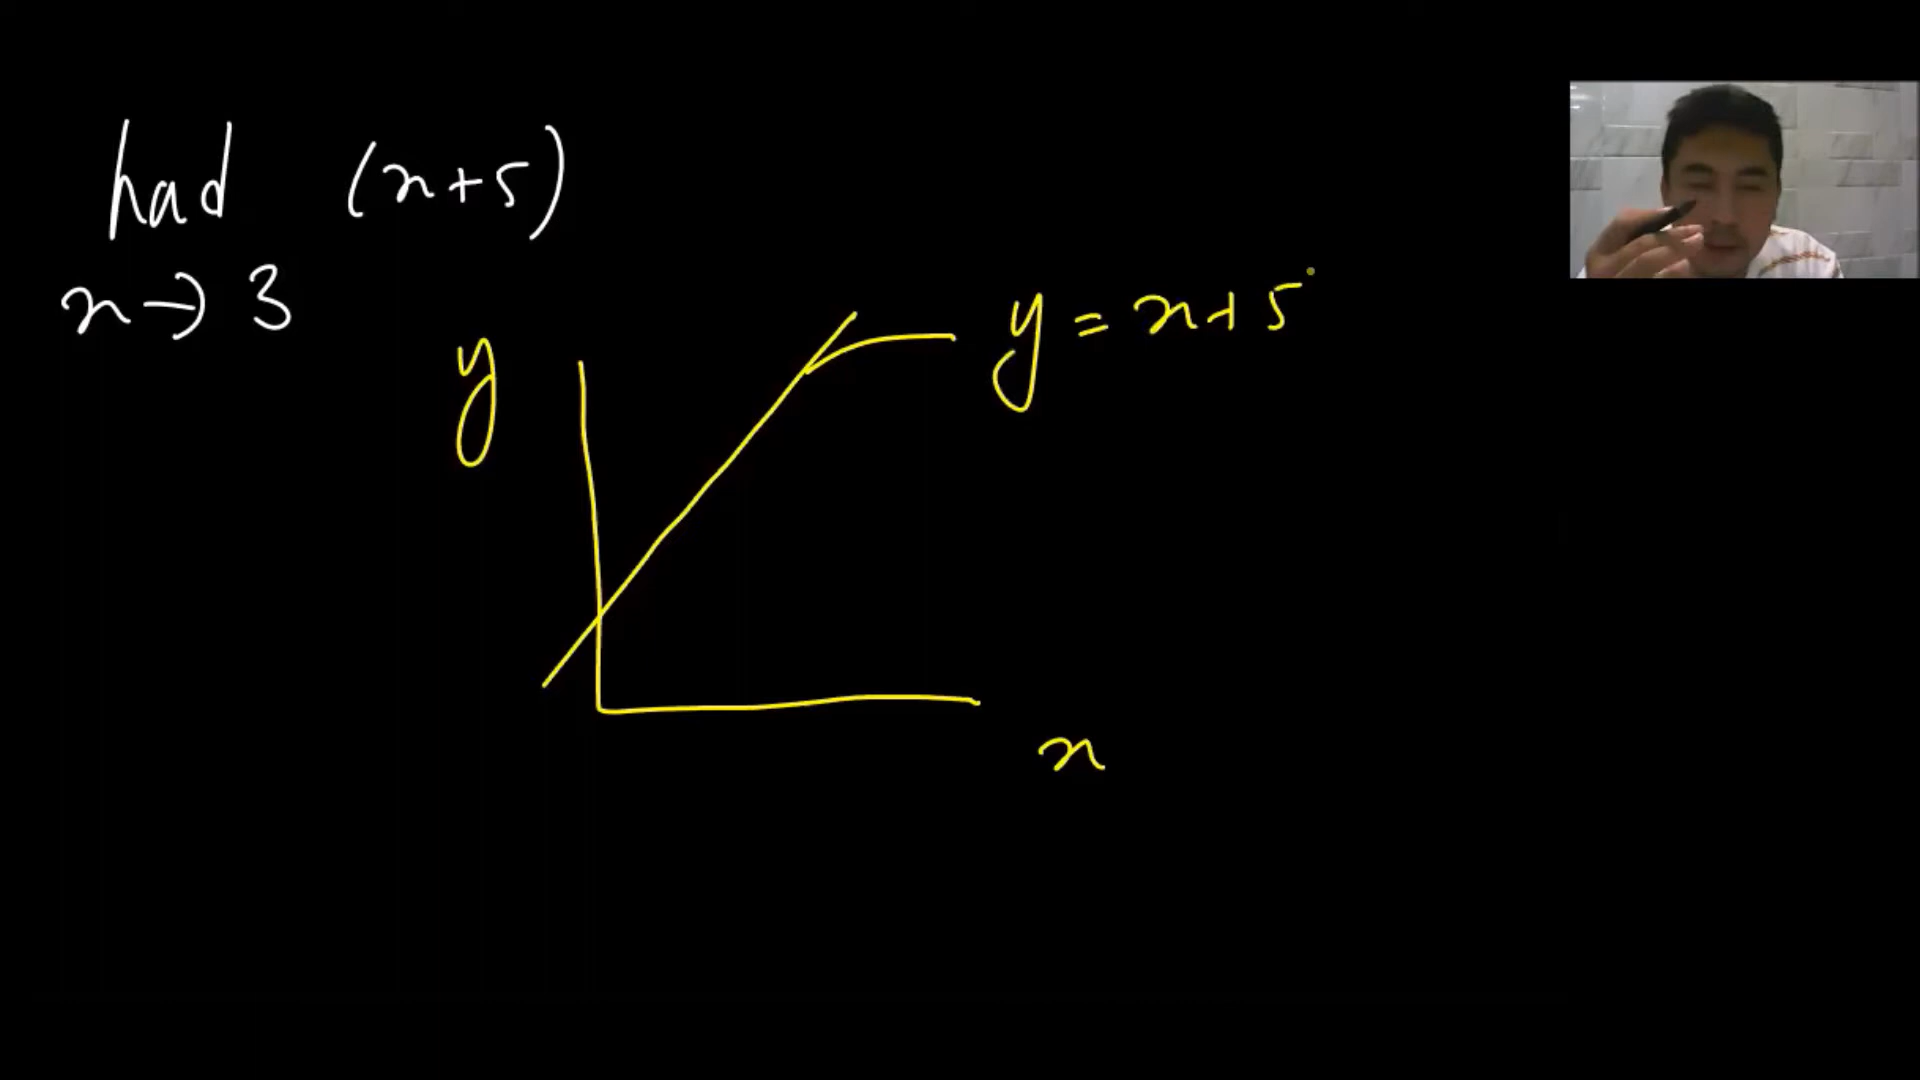 had (x+5)
x→3
y = x+5
y
x